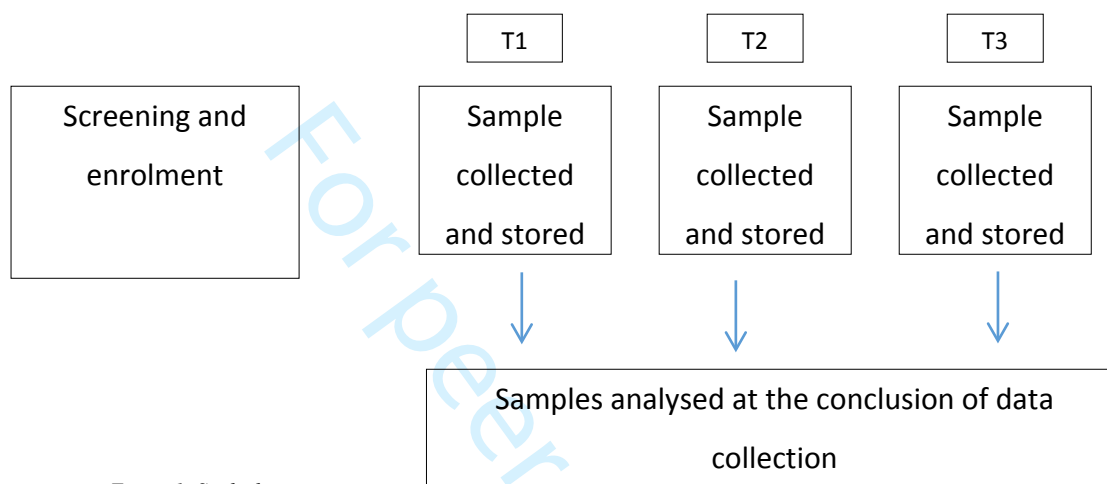 T1
T2
T3
Screening and
enrolment
Sample
collected
and stored
Sample
collected
and stored
Sample
collected
and stored
Samples analysed at the conclusion of data
collection
For peer